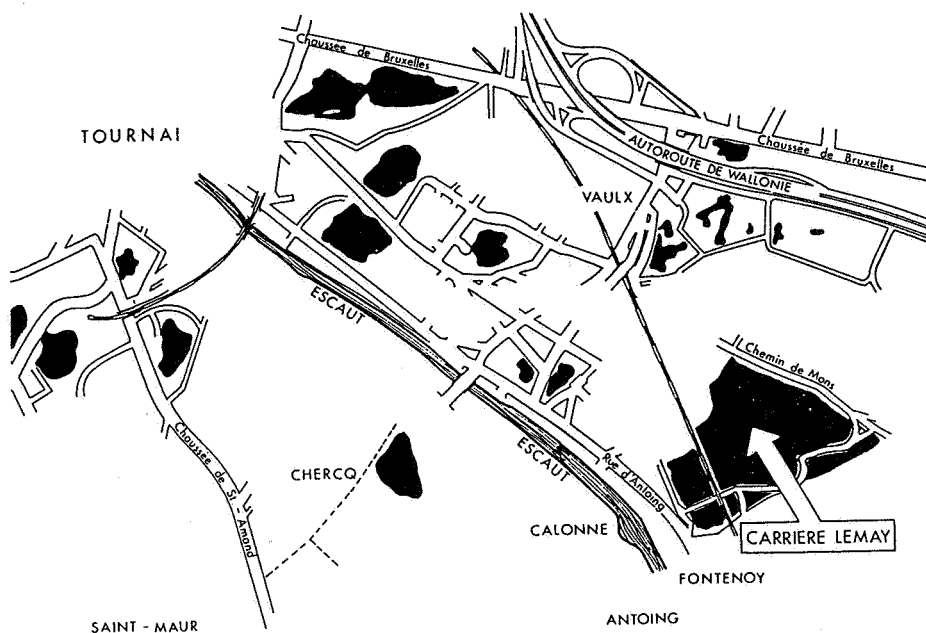 Chaussée de Bruxelles
TOURNAI
AUTOROUTE DE WALLONIE
Chaussée de Bruxelles
VAULX
ESCAUT
Chemin de Mons
Chaussée de St - Amand
CHERCQ
ESCAUT
Rue d'Antoing
CALONNE
CARRIERE LEMAY
FONTENOY
ANTOING
SAINT - MAUR